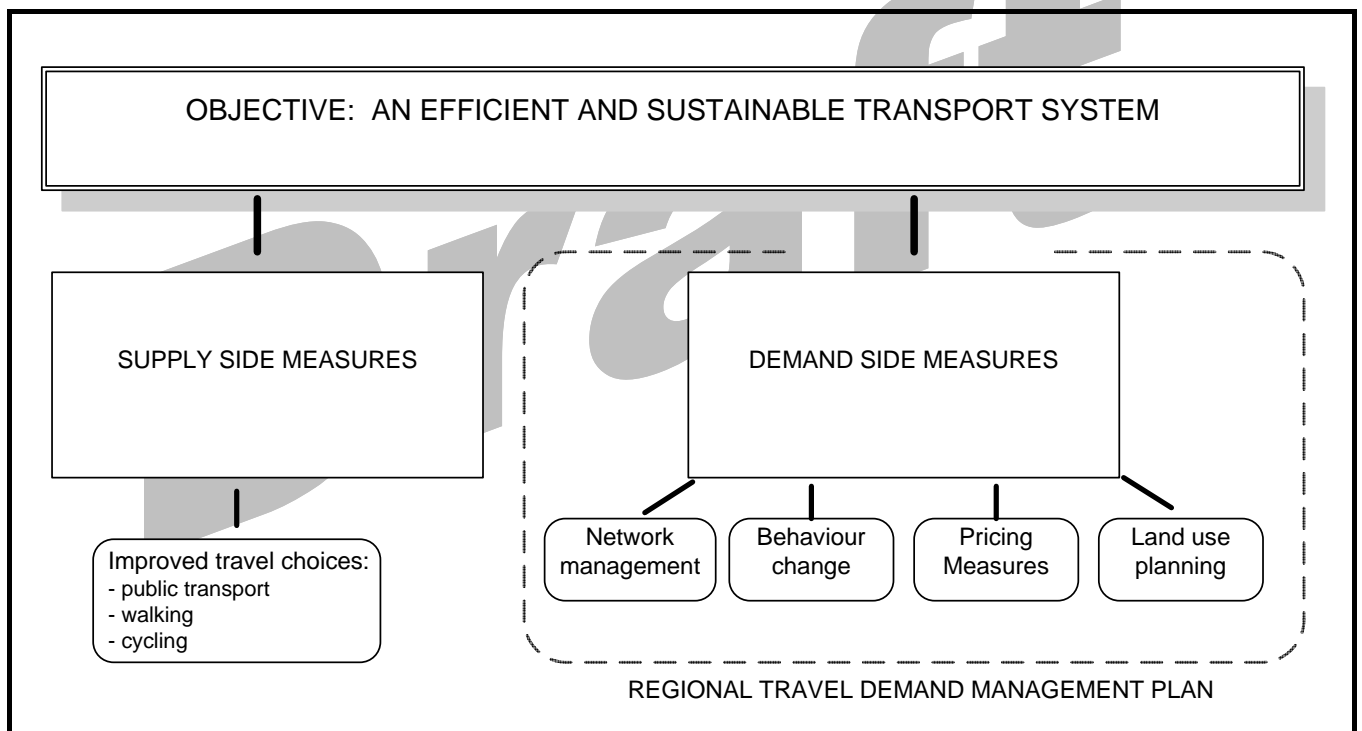 Draft
OBJECTIVE: AN EFFICIENT AND SUSTAINABLE TRANSPORT SYSTEM
SUPPLY SIDE MEASURES
DEMAND SIDE MEASURES
Improved travel choices:
- public transport
- walking
- cycling
Network
management
Behaviour
change
Pricing
Measures
Land use
planning
REGIONAL TRAVEL DEMAND MANAGEMENT PLAN